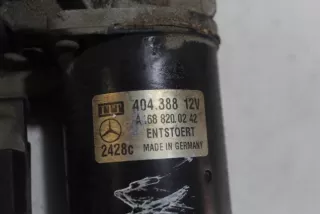 ITT 404.388 12V
A 168 820 02 42
ENTSTOERT
2428c MADE IN GERMANY